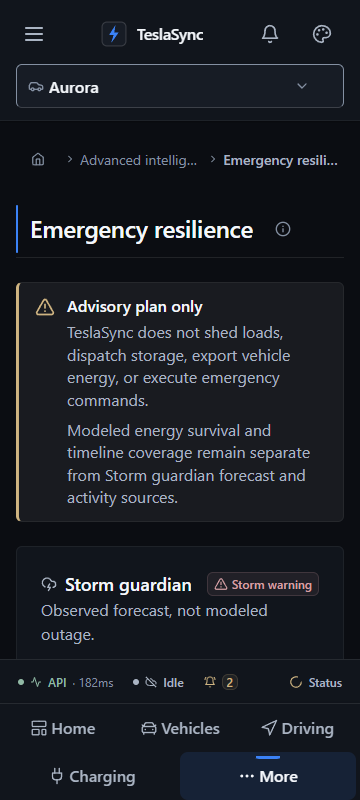 TeslaSync
Aurora
Advanced intellig... Emergency resili...
Emergency resilience
Advisory plan only
TeslaSync does not shed loads,
dispatch storage, export vehicle
energy, or execute emergency
commands.
Modeled energy survival and
timeline coverage remain separate
from Storm guardian forecast and
activity sources.
Storm guardian Storm warning
Observed forecast, not modeled
outage.
API · 182ms Idle 2 Status
Home Vehicles Driving
Charging More